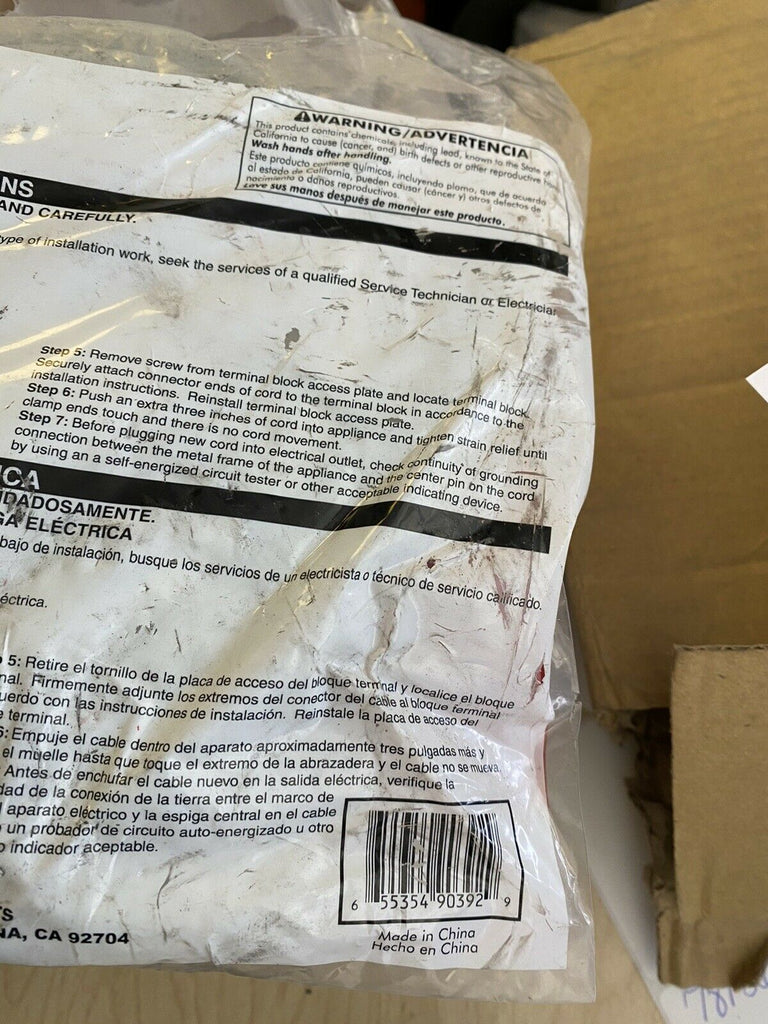 ⚠WARNING/ADVERTENCIA
This product contains chemicals, including lead, known to the State of
California to cause (cancer, and) birth defects or other reproductive
Wash hands after handling.
Este producto contiene químicos, incluyendo plomo, que de acuerdo
al estado de California, pueden causar (cáncer y) otros defectos de
nacimiento o daños reproductivos.
Lave sus manos después de manejar este producto.
NS
AND CAREFULLY.
ype of installation work, seek the services of a qualified Service Technician or Electrician
Step 5: Remove screw from terminal block access plate and locate terminal block.
Securely attach connector ends of cord to the terminal block in accordance to the
installation instructions. Reinstall terminal block access plate.
Step 6: Push an extra three inches of cord into appliance and tighten strain relief until
clamp ends touch and there is no cord movement.
Step 7: Before plugging new cord into electrical outlet, check continuity of grounding
connection between the metal frame of the appliance and the center pin on the cord
by using an a self-energized circuit tester or other acceptable indicating device.
ICA
IDADOSAMENTE.
GA ELÉCTRICA
bajo de instalación, busque los servicios de un electricista o técnico de servicio calificado.
éctrica.
5: Retire el tornillo de la placa de acceso del bloque terminal y localice el bloque
nal. Firmemente adjunte los extremos del conector del cable al bloque terminal
uerdo con las instrucciones de instalación. Reinstale la placa de acceso del
e terminal.
6: Empuje el cable dentro del aparato aproximadamente tres pulgadas más y
el muelle hasta que toque el extremo de la abrazadera y el cable no se mueva.
Antes de enchufar el cable nuevo en la salida eléctrica, verifique la
dad de la conexión de la tierra entre el marco de
aparato eléctrico y la espiga central en el cable
un probador de circuito auto-energizado u otro
o indicador aceptable.
TS
NA, CA 92704
6 55354 90392 9
Made in China
Hecho en China